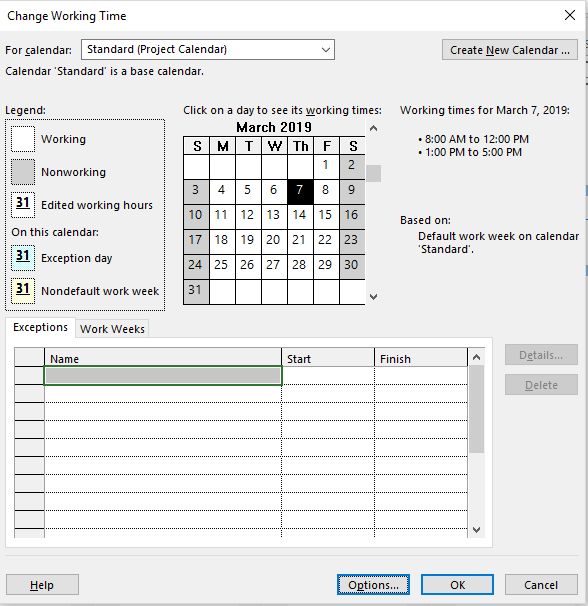 Change Working Time
For calendar: Standard (Project Calendar) Create New Calendar ...
Calendar 'Standard' is a base calendar.
Legend:
Working
Nonworking
31 Edited working hours
On this calendar:
31 Exception day
31 Nondefault work week
Click on a day to see its working times:
March 2019
S M T W Th F S
1 2
3 4 5 6 7 8 9
10 11 12 13 14 15 16
17 18 19 20 21 22 23
24 25 26 27 28 29 30
31
Working times for March 7, 2019:
• 8:00 AM to 12:00 PM
• 1:00 PM to 5:00 PM
Based on:
Default work week on calendar
'Standard'.
Exceptions Work Weeks
Name Start Finish
Details...
Delete
Help Options... OK Cancel